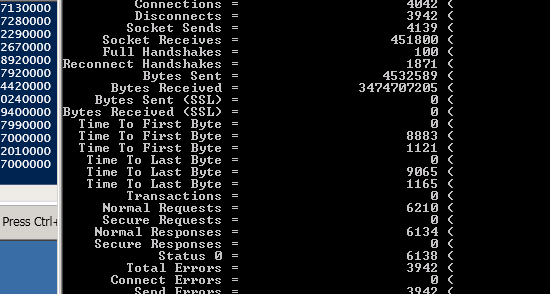 7130000
7280000
2290000
2670000
8920000
7920000
4420000
0240000
9400000
7990000
7000000
2010000
7000000
Press Ctrl+
Connections = 4042 (
Disconnects = 3942 (
Socket Sends = 4139 (
Socket Receives = 451800 (
Full Handshakes = 100 (
Reconnect Handshakes = 1871 (
Bytes Sent = 4532589 (
Bytes Received = 3474707205 (
Bytes Sent (SSL) = 0 (
Bytes Received (SSL) = 0 (
Time To First Byte = 0 (
Time To First Byte = 8883 (
Time To First Byte = 1121 (
Time To Last Byte = 0 (
Time To Last Byte = 9065 (
Time To Last Byte = 1165 (
Transactions = 0 (
Normal Requests = 6210 (
Secure Requests = 0 (
Normal Responses = 6134 (
Secure Responses = 0 (
Status 0 = 6138 (
Total Errors = 3942 (
Connect Errors = 0 (
Send Errors = 3942 (